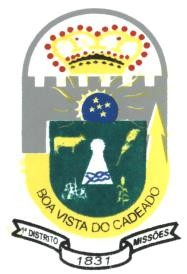 BOA VISTA DO CADEADO
1º DISTRITO
MISSÕES
1831